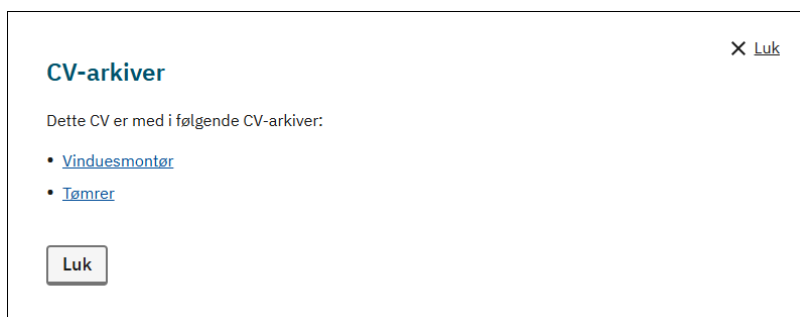 Luk
CV-arkiver
Dette CV er med i følgende CV-arkiver:
Vinduesmontør
Tømrer
Luk